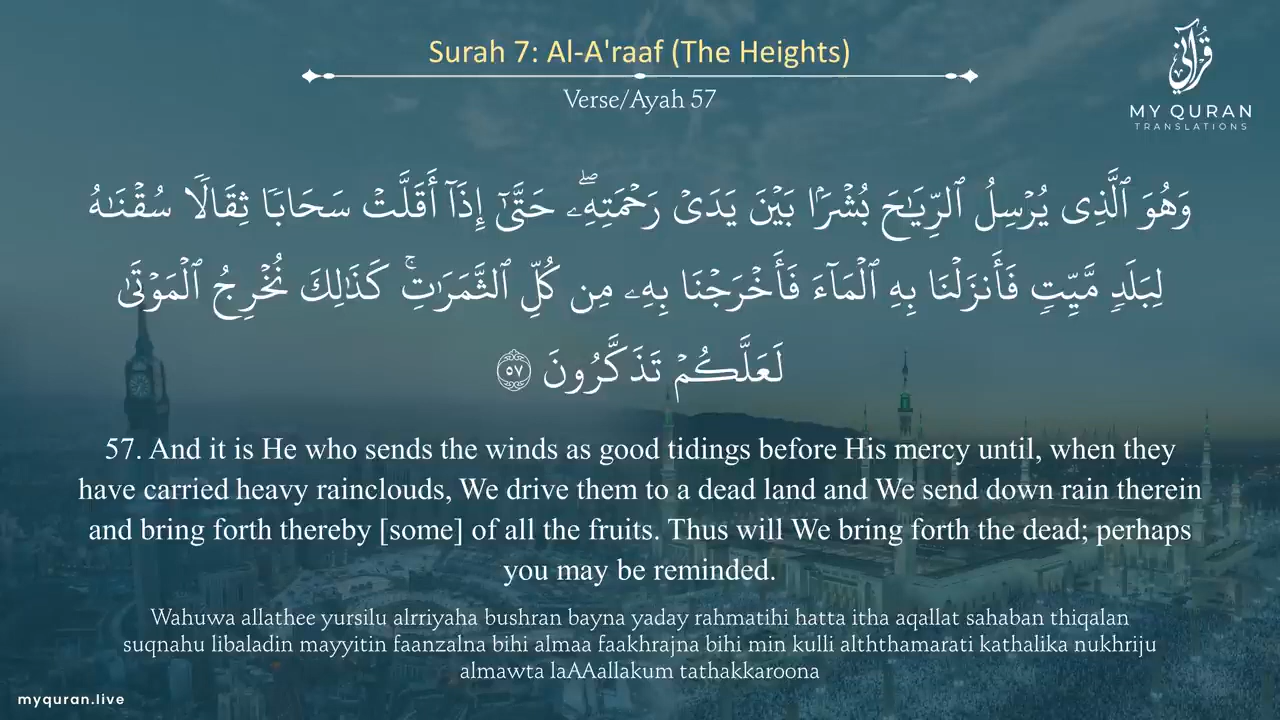 Surah 7: Al-A'raaf (The Heights)
Verse/Ayah 57
قرآني
MY QURAN
TRANSLATIONS
وَهُوَ ٱلَّذِى يُرْسِلُ ٱلرِّيَـٰحَ بُشْرًۢا بَيْنَ يَدَىْ رَحْمَتِهِۦ ۖ حَتَّىٰٓ إِذَآ أَقَلَّتْ سَحَابًا ثِقَالًا سُقْنَـٰهُ
لِبَلَدٍ مَّيِّتٍ فَأَنزَلْنَا بِهِ ٱلْمَآءَ فَأَخْرَجْنَا بِهِۦ مِن كُلِّ ٱلثَّمَرَٰتِ ۚ كَذَٰلِكَ نُخْرِجُ ٱلْمَوْتَىٰ
لَعَلَّكُمْ تَذَكَّرُونَ ٥٧
57. And it is He who sends the winds as good tidings before His mercy until, when they
have carried heavy rainclouds, We drive them to a dead land and We send down rain therein
and bring forth thereby [some] of all the fruits. Thus will We bring forth the dead; perhaps
you may be reminded.
Wahuwa allathee yursilu alrriyaha bushran bayna yaday rahmatihi hatta itha aqallat sahaban thiqalan
suqnahu libaladin mayyitin faanzalna bihi almaa faakhrajna bihi min kulli alththamarati kathalika nukhriju
almawta laAAallakum tathakkaroona
myquran.live